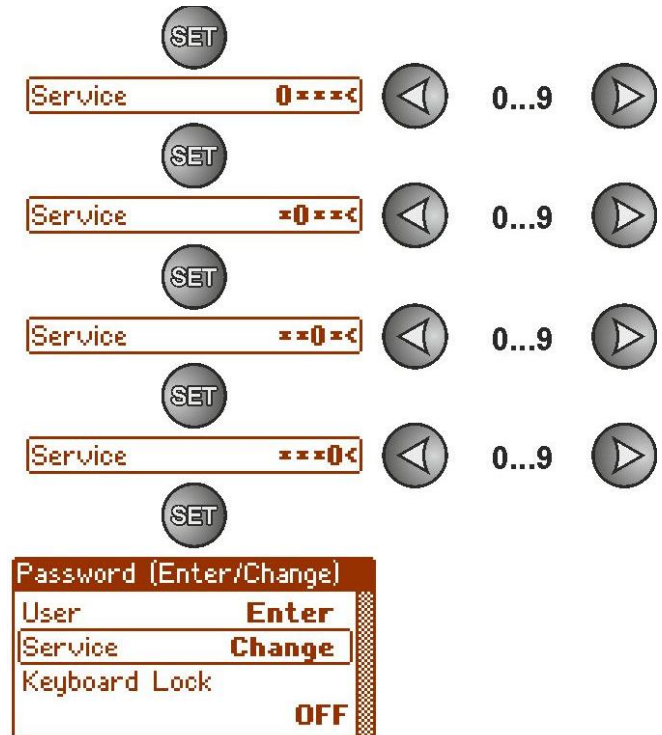 SET
Service 0***< 0...9
SET
Service *0**< 0...9
SET
Service **0*< 0...9
SET
Service ***0< 0...9
SET
Password (Enter/Change)
User Enter
Service Change
Keyboard Lock
OFF